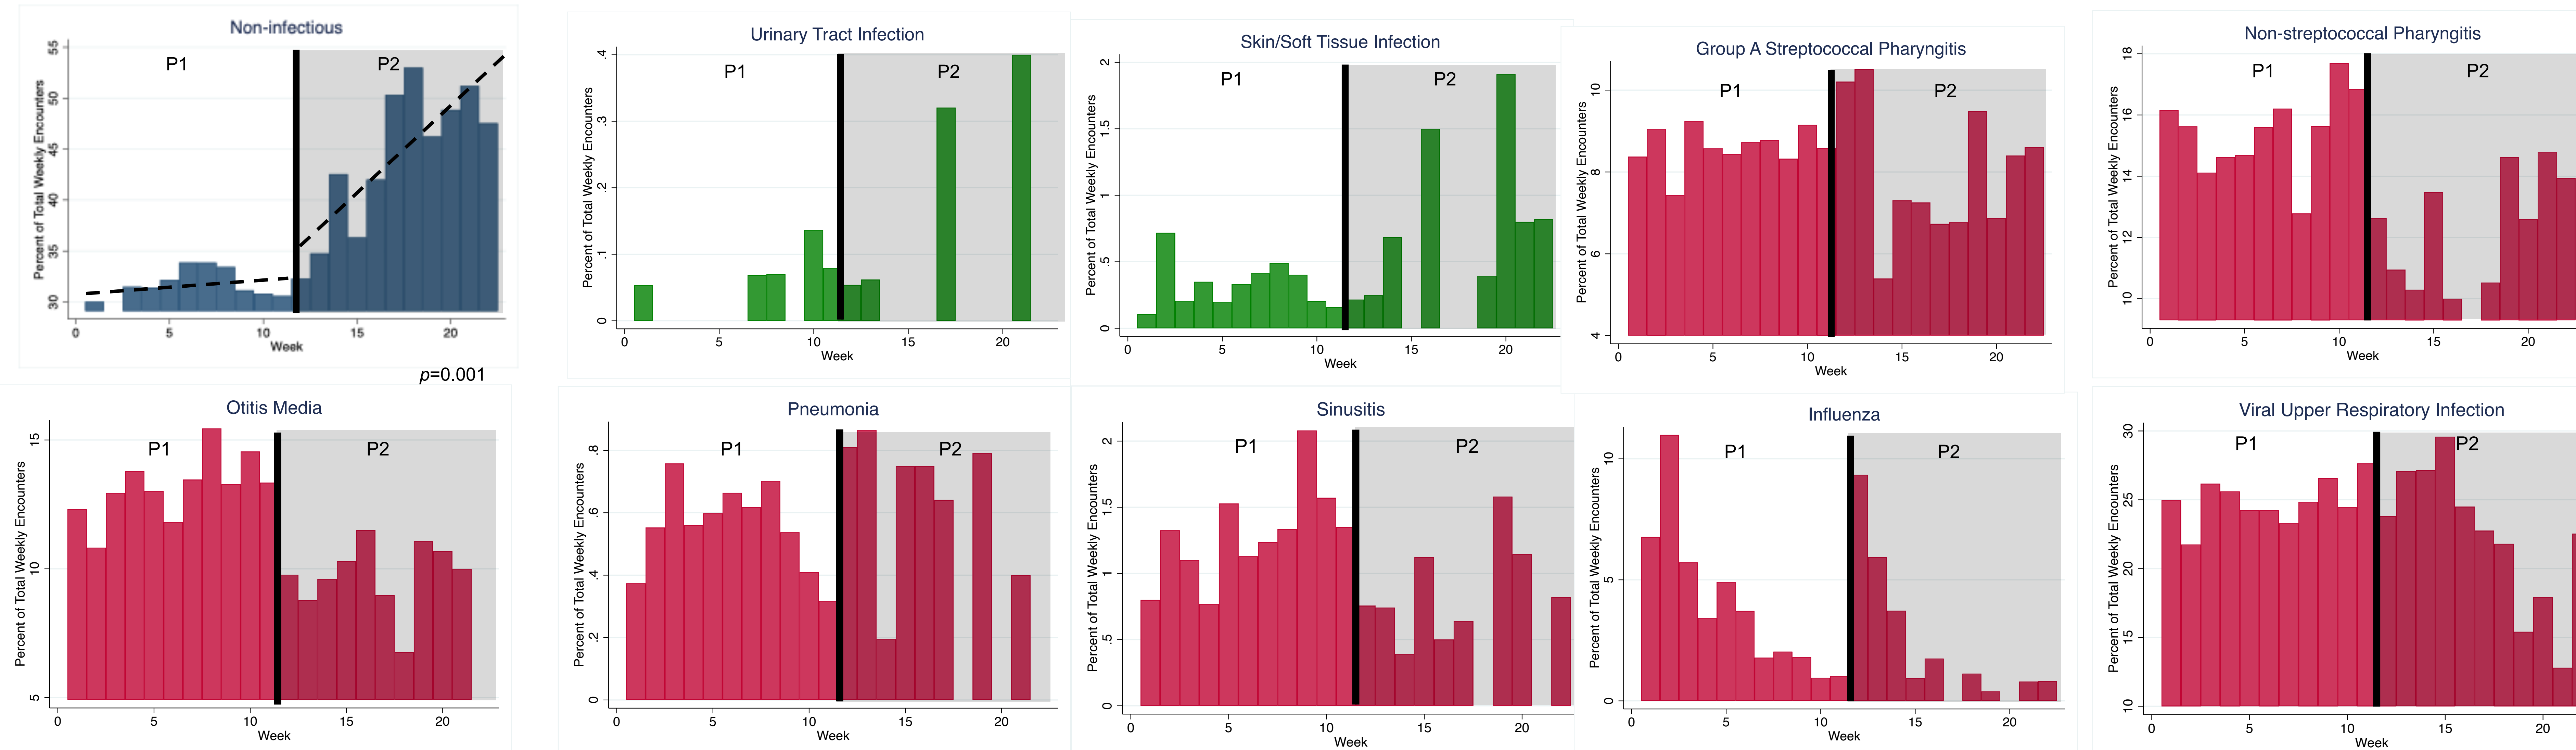 Non-infectious
Percent of Total Weekly Encounters
55
50
45
40
35
30
P1
P2
0 5 10 15 20
Week
p=0.001
Urinary Tract Infection
Percent of Total Weekly Encounters
.4
.3
.2
.1
0
P1
P2
0 5 10 15 20
Week
Skin/Soft Tissue Infection
Percent of Total Weekly Encounters
2
1.5
1
.5
0
P1
P2
0 5 10 15 20
Week
Group A Streptococcal Pharyngitis
Percent of Total Weekly Encounters
10
8
6
4
P1
P2
0 5 10 15 20
Week
Non-streptococcal Pharyngitis
Percent of Total Weekly Encounters
18
16
14
12
10
P1
P2
0 5 10 15 20
Week
Otitis Media
Percent of Total Weekly Encounters
15
10
5
P1
P2
0 5 10 15 20
Week
Pneumonia
Percent of Total Weekly Encounters
.8
.6
.4
.2
0
P1
P2
0 5 10 15 20
Week
Sinusitis
Percent of Total Weekly Encounters
2
1.5
1
.5
0
P1
P2
0 5 10 15 20
Week
Influenza
Percent of Total Weekly Encounters
10
5
0
P1
P2
0 5 10 15 20
Week
Viral Upper Respiratory Infection
Percent of Total Weekly Encounters
30
25
20
15
10
P1
P2
0 5 10 15 20
Week